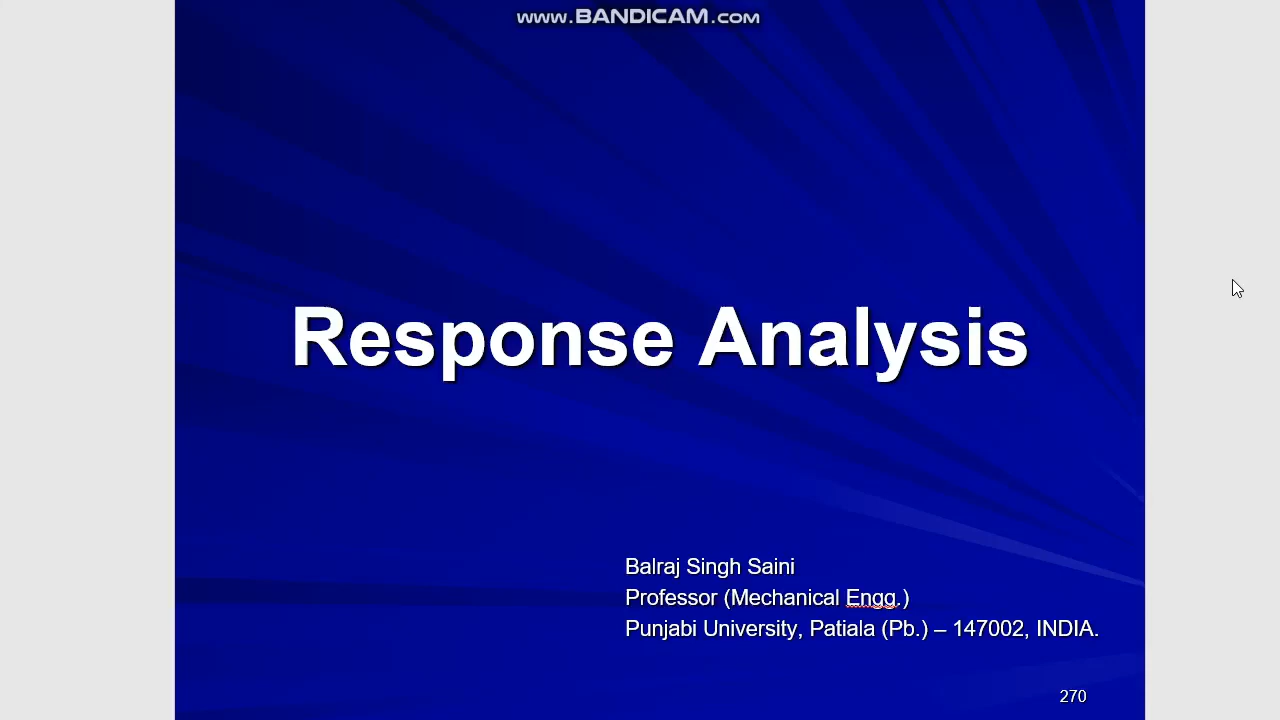 www.BANDICAM.com
Response Analysis
Balraj Singh Saini
Professor (Mechanical Engg.)
Punjabi University, Patiala (Pb.) – 147002, INDIA.
270